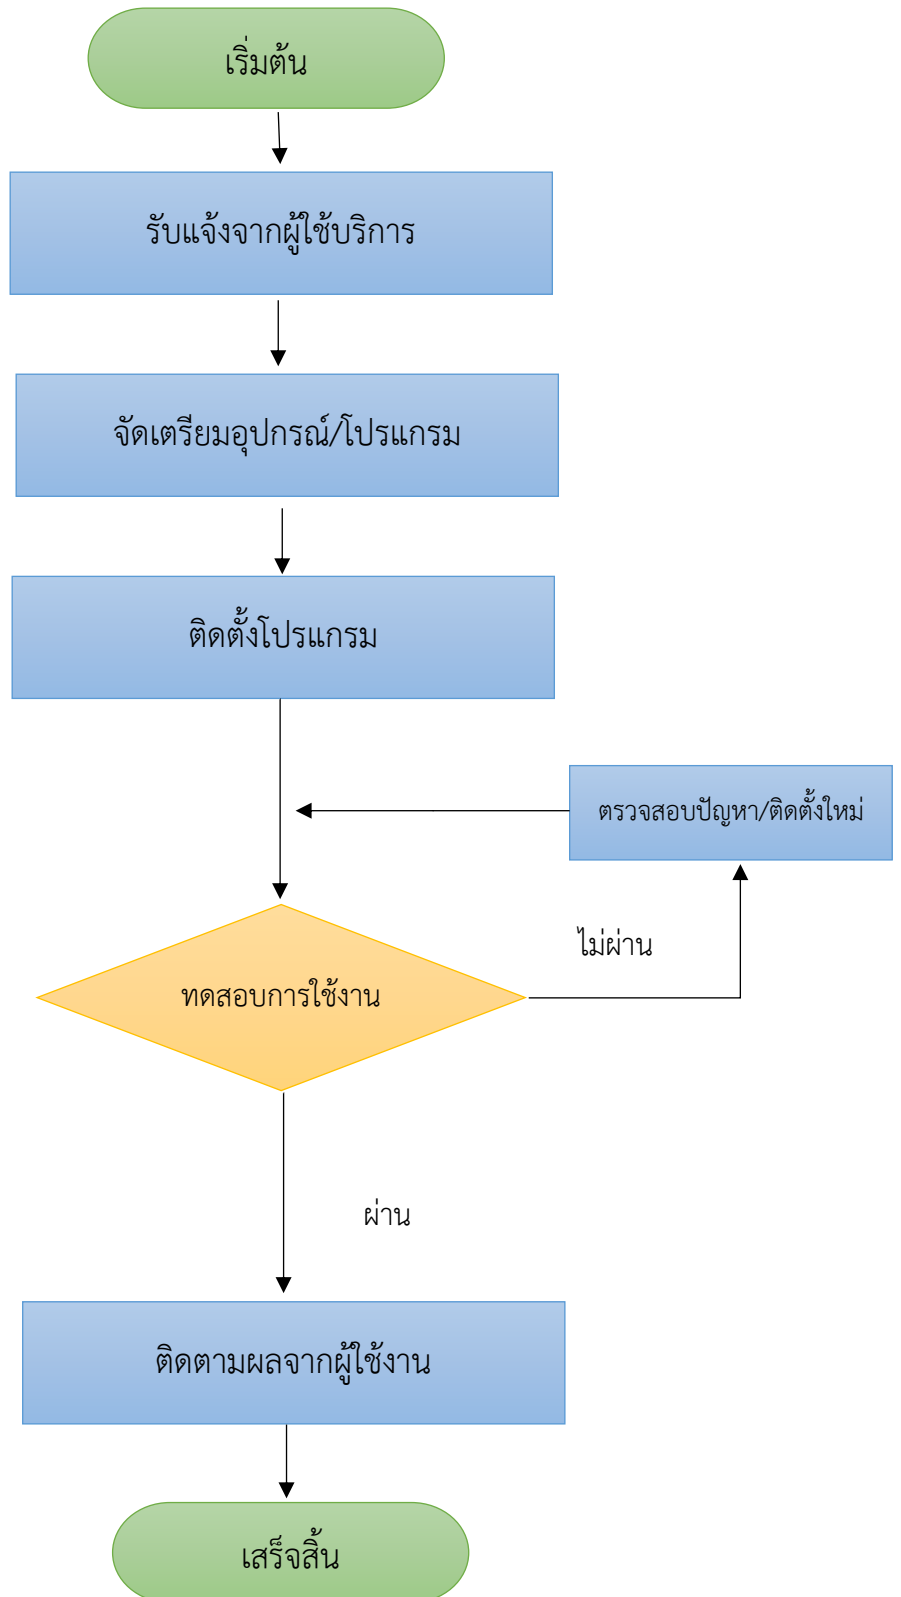 เริ่มต้น
รับแจ้งจากผู้ใช้บริการ
จัดเตรียมอุปกรณ์/โปรแกรม
ติดตั้งโปรแกรม
ตรวจสอบปัญหา/ติดตั้งใหม่
ไม่ผ่าน
ทดสอบการใช้งาน
ผ่าน
ติดตามผลจากผู้ใช้งาน
เสร็จสิ้น